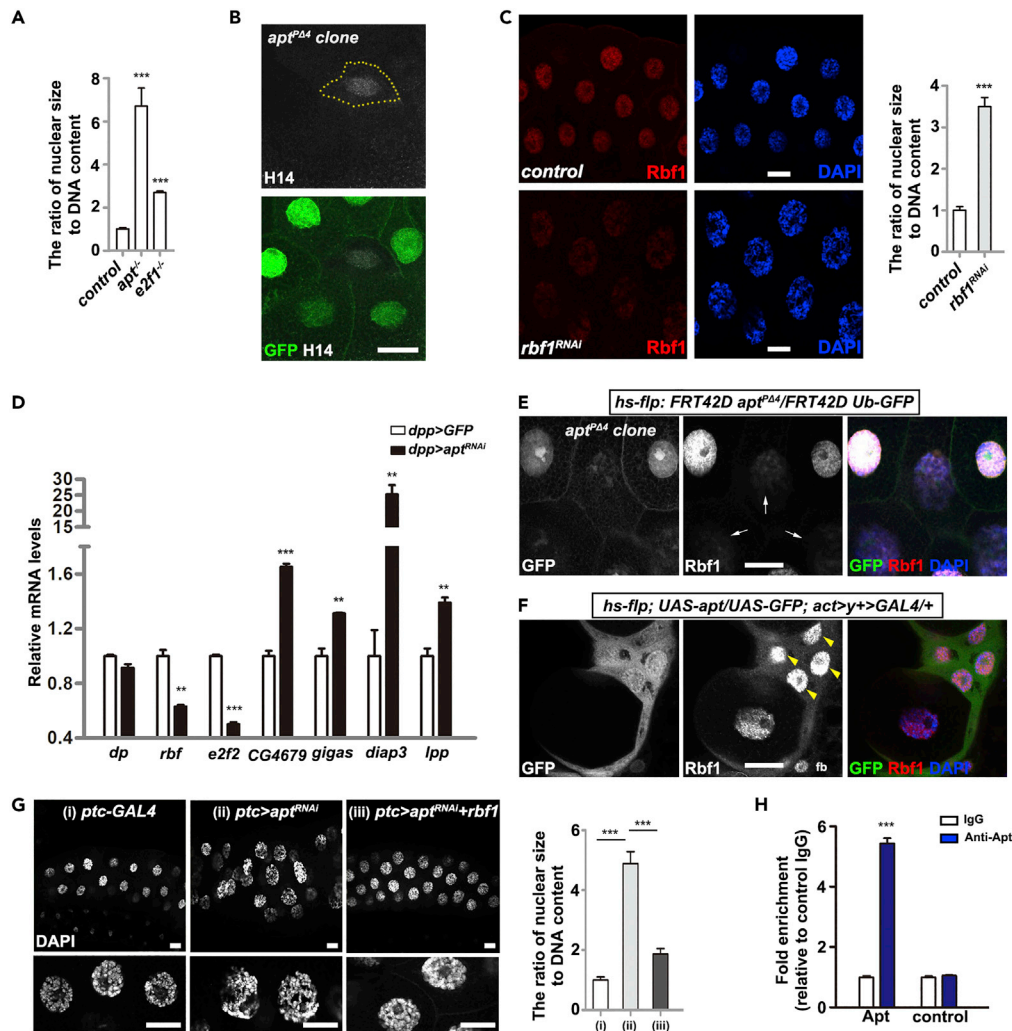 A
The ratio of nuclear size
to DNA content
8
6
4
2
0
***
***
control
apt-/-
e2f1-/-
B
aptPΔ4 clone
H14
GFP H14
C
control
Rbf1
DAPI
rbf1RNAi
Rbf1
DAPI
The ratio of nuclear size
to DNA content
4
3
2
1
0
***
control
rbf1RNAi
D
dpp>GFP
dpp>aptRNAi
Relative mRNA levels
30
25
20
15
1.6
1.2
0.8
0.4
**
***
***
**
**
**
dp
rbf
e2f2
CG4679
gigas
diap3
lpp
E
hs-flp: FRT42D aptPΔ4/FRT42D Ub-GFP
aptPΔ4 clone
GFP
Rbf1
GFP Rbf1 DAPI
F
hs-flp; UAS-apt/UAS-GFP; act>y+>GAL4/+
GFP
Rbf1
fb
GFP Rbf1 DAPI
G
(i) ptc-GAL4
(ii) ptc>aptRNAi
(iii) ptc>aptRNAi+rbf1
DAPI
The ratio of nuclear size
to DNA content
6
4
2
0
***
***
(i)
(ii)
(iii)
H
IgG
Anti-Apt
Fold enrichment
(relative to control IgG)
6
4
2
0
***
Apt
control